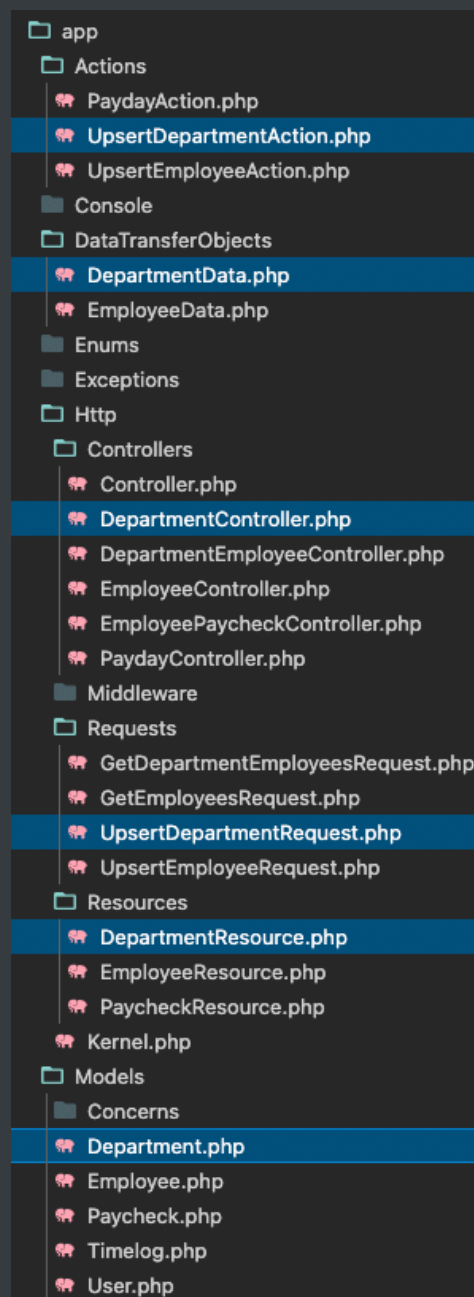 app
Actions
PaydayAction.php
UpsertDepartmentAction.php
UpsertEmployeeAction.php
Console
DataTransferObjects
DepartmentData.php
EmployeeData.php
Enums
Exceptions
Http
Controllers
Controller.php
DepartmentController.php
DepartmentEmployeeController.php
EmployeeController.php
EmployeePaycheckController.php
PaydayController.php
Middleware
Requests
GetDepartmentEmployeesRequest.php
GetEmployeesRequest.php
UpsertDepartmentRequest.php
UpsertEmployeeRequest.php
Resources
DepartmentResource.php
EmployeeResource.php
PaycheckResource.php
Kernel.php
Models
Concerns
Department.php
Employee.php
Paycheck.php
Timelog.php
User.php